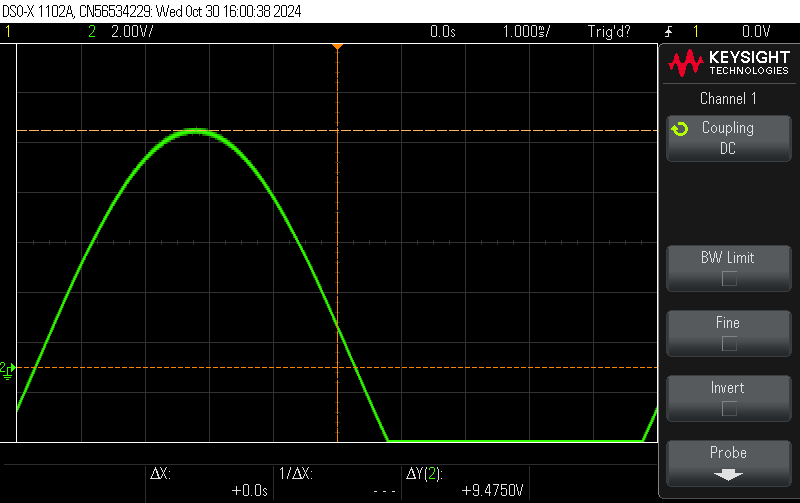 DSO-X 1102A, CN56534229: Wed Oct 30 16:00:38 2024
1 2 2.00V/ 0.0s 1.000ms/ Trig'd? 1 0.0V
KEYSIGHT
TECHNOLOGIES
Channel 1
Coupling
DC
BW Limit
Fine
Invert
Probe
2
ΔX:
+0.0s
1/ΔX:
- - -
ΔY(2):
+9.4750V